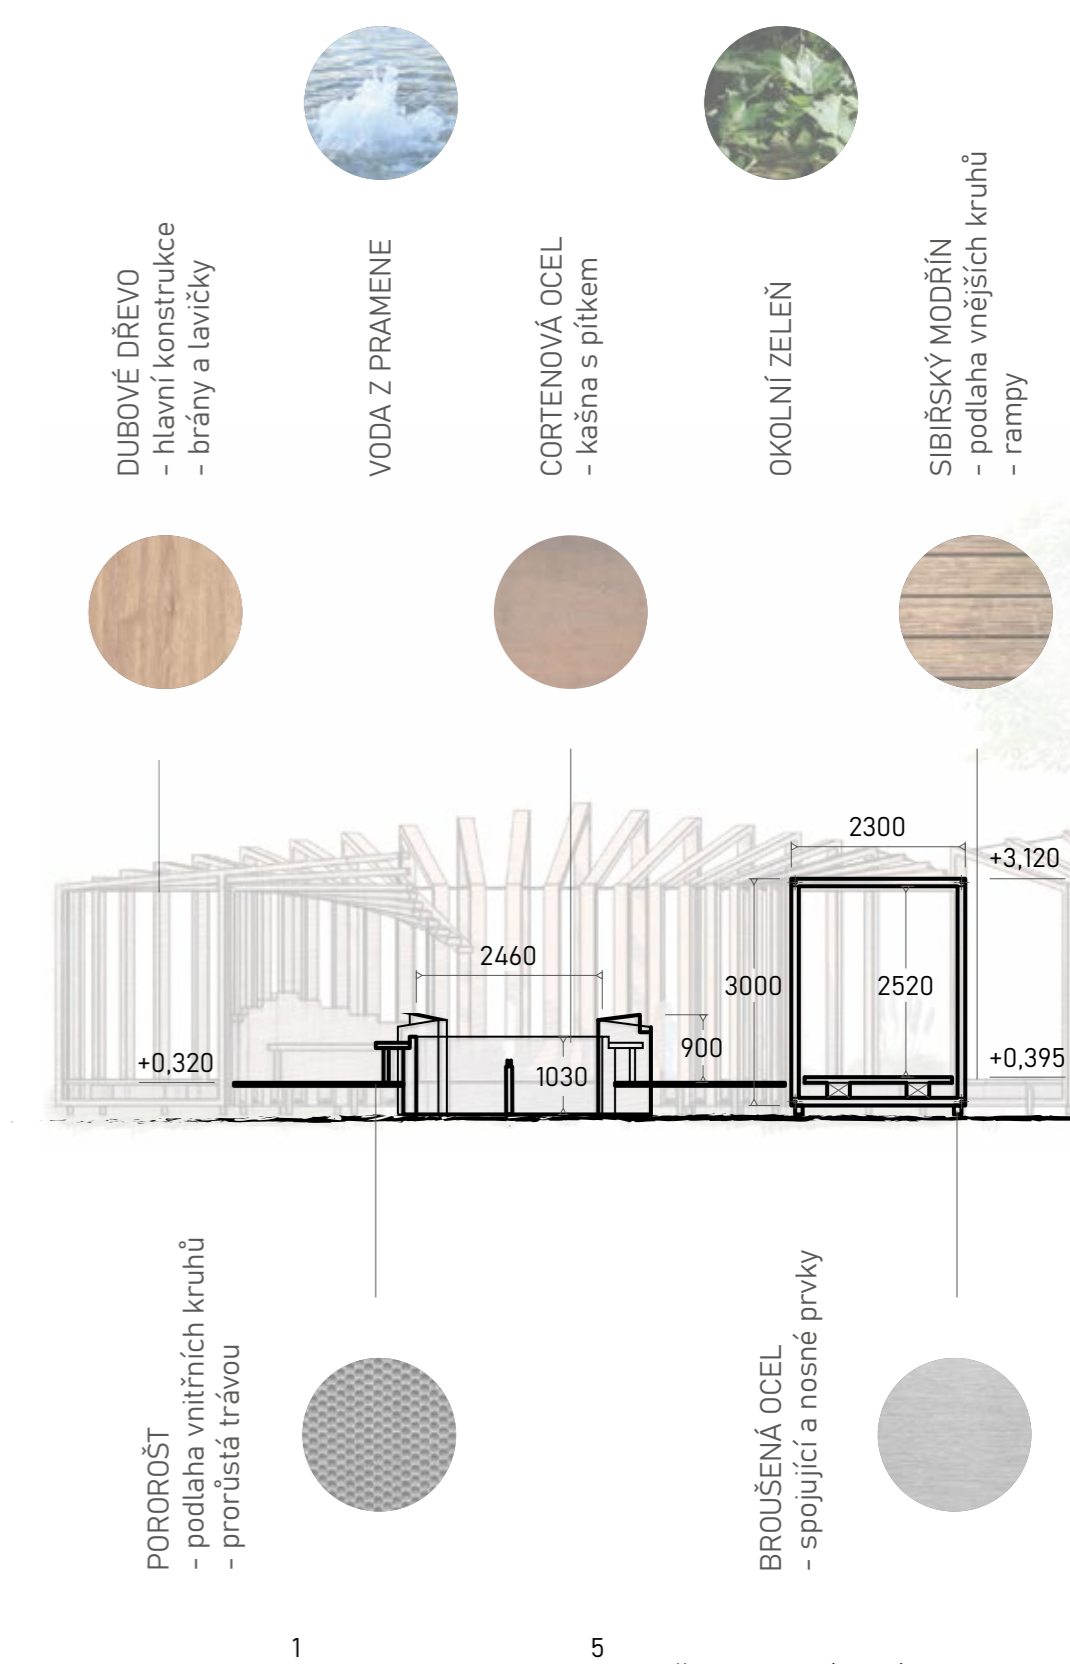 DUBOVÉ DŘEVO
- hlavní konstrukce
- brány a lavičky
VODA Z PRAMENE
CORTENOVÁ OCEL
- kašna s pítkem
OKOLNÍ ZELEŇ
SIBIŘSKÝ MODŘÍN
- podlaha vnějších kruhů
- rampy
2300
+3,120
2460
3000
2520
900
+0,320
1030
+0,395
POROROŠT
- podlaha vnitřních kruhů
- prorůstá trávou
BROUŠENÁ OCEL
- spojující a nosné prvky
1
5